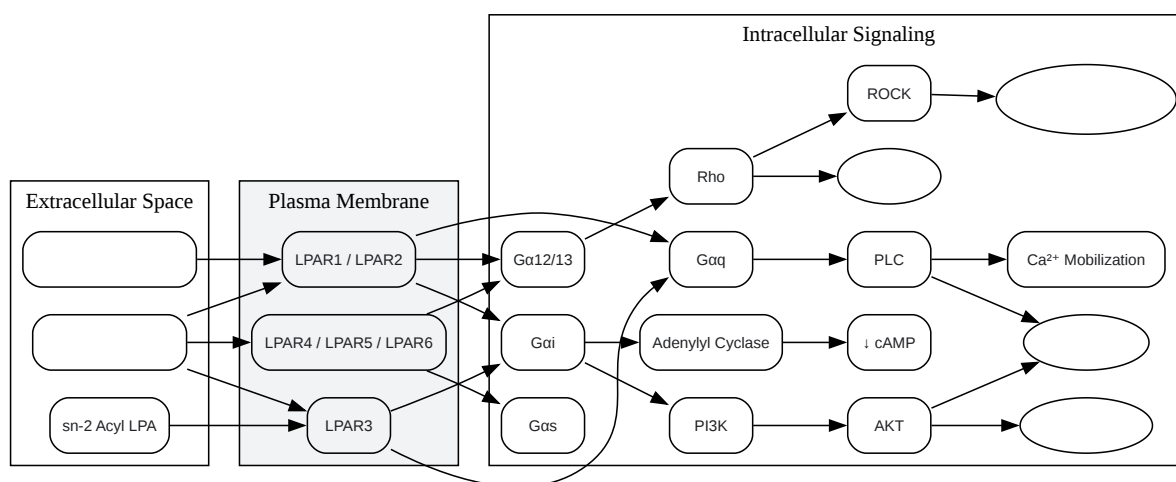 Intracellular Signaling
ROCK
Extracellular Space
Plasma Membrane
Rho
LPAR1 / LPAR2
Gα12/13
Gαq
PLC
Ca²⁺ Mobilization
LPAR4 / LPAR5 / LPAR6
Gαi
Adenylyl Cyclase
↓ cAMP
sn-2 Acyl LPA
LPAR3
Gαs
PI3K
AKT